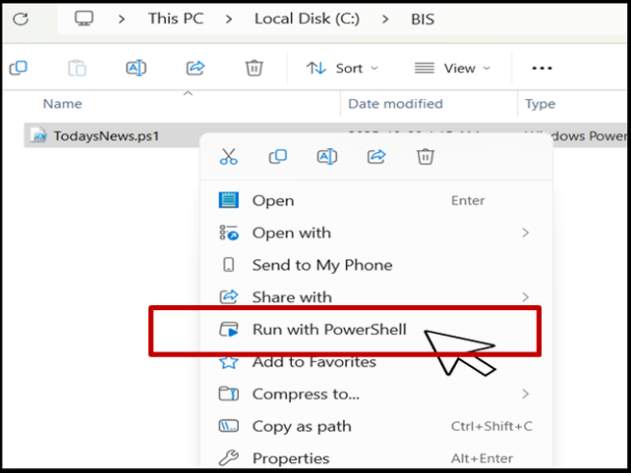 This PC > Local Disk (C:) > BIS
Sort View ...
Name Date modified Type
TodaysNews.ps1 Windows Power
Open Enter
Open with
Send to My Phone
Share with
Run with PowerShell
Add to Favorites
Compress to...
Copy as path Ctrl+Shift+C
Properties Alt+Enter